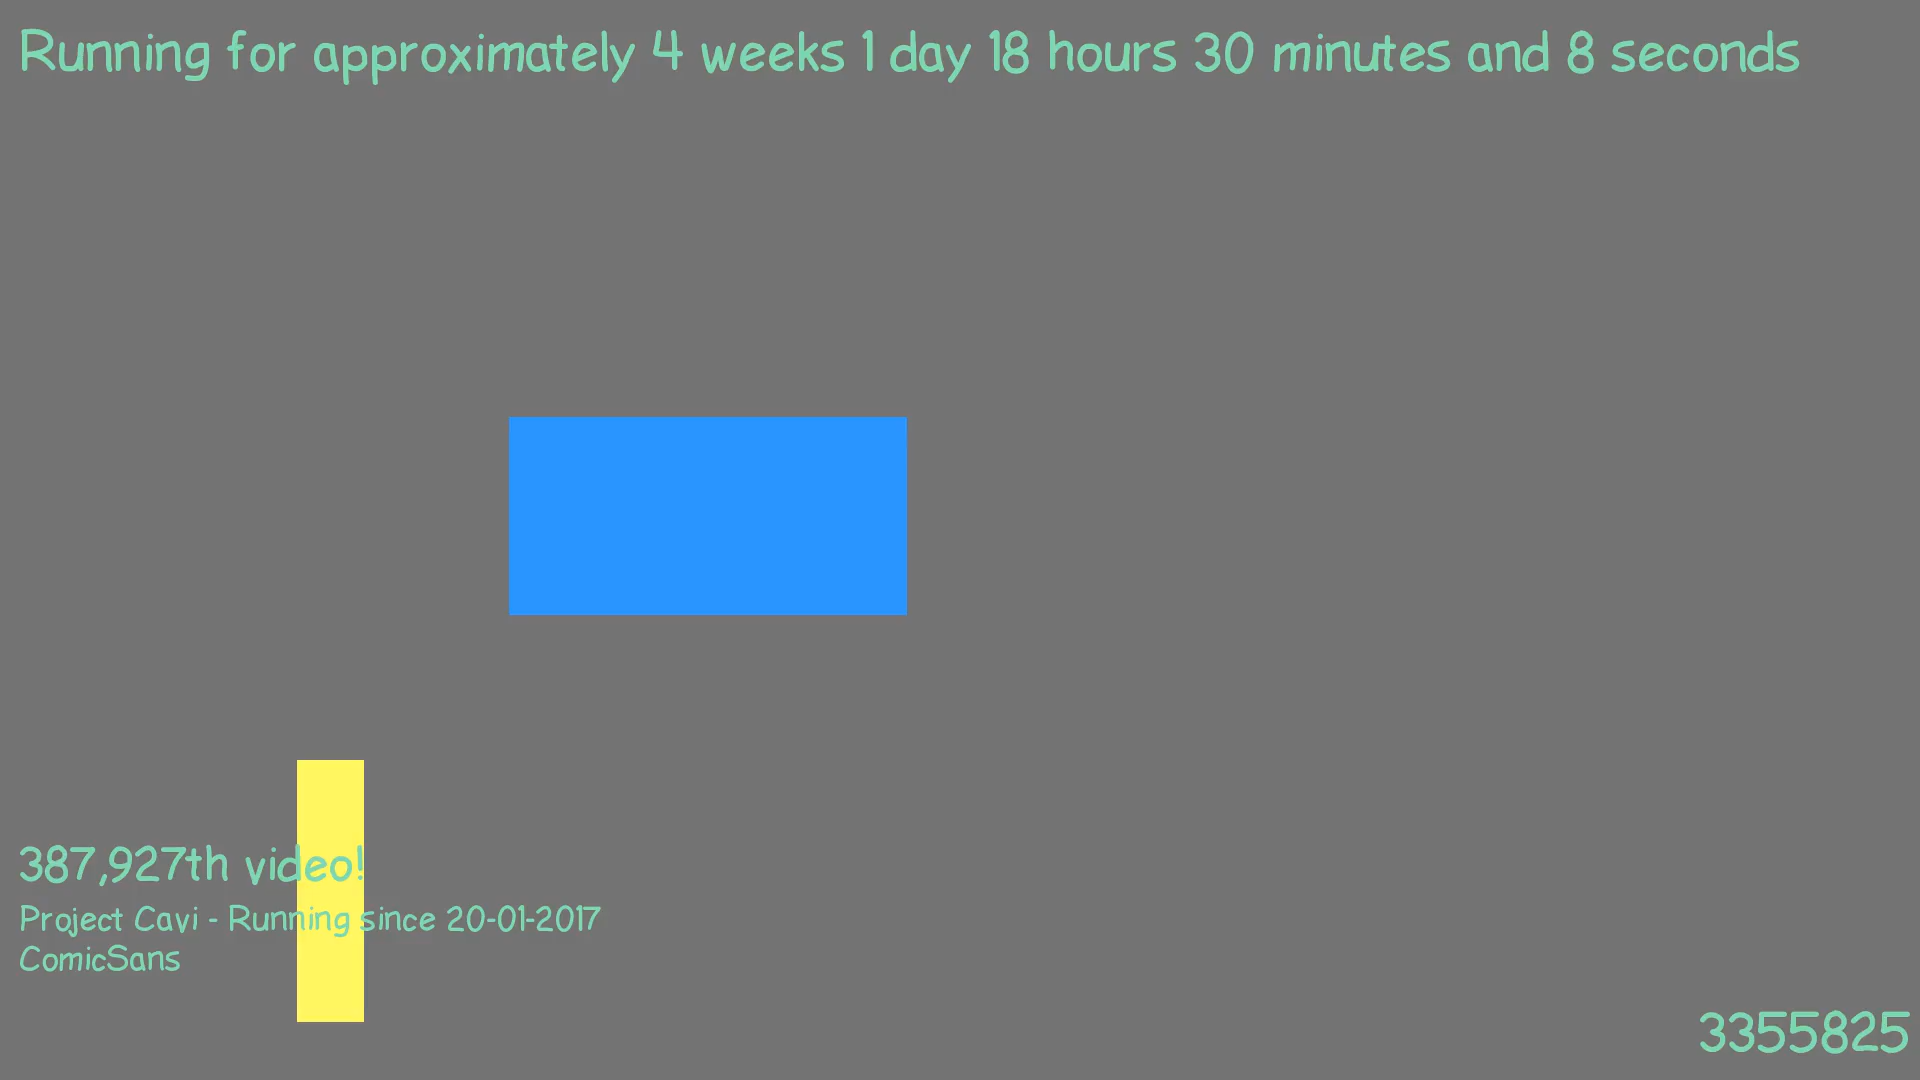 Running for approximately 4 weeks 1 day 18 hours 30 minutes and 8 seconds
387,927th video!
Project Cavi - Running since 20-01-2017
ComicSans
3355825